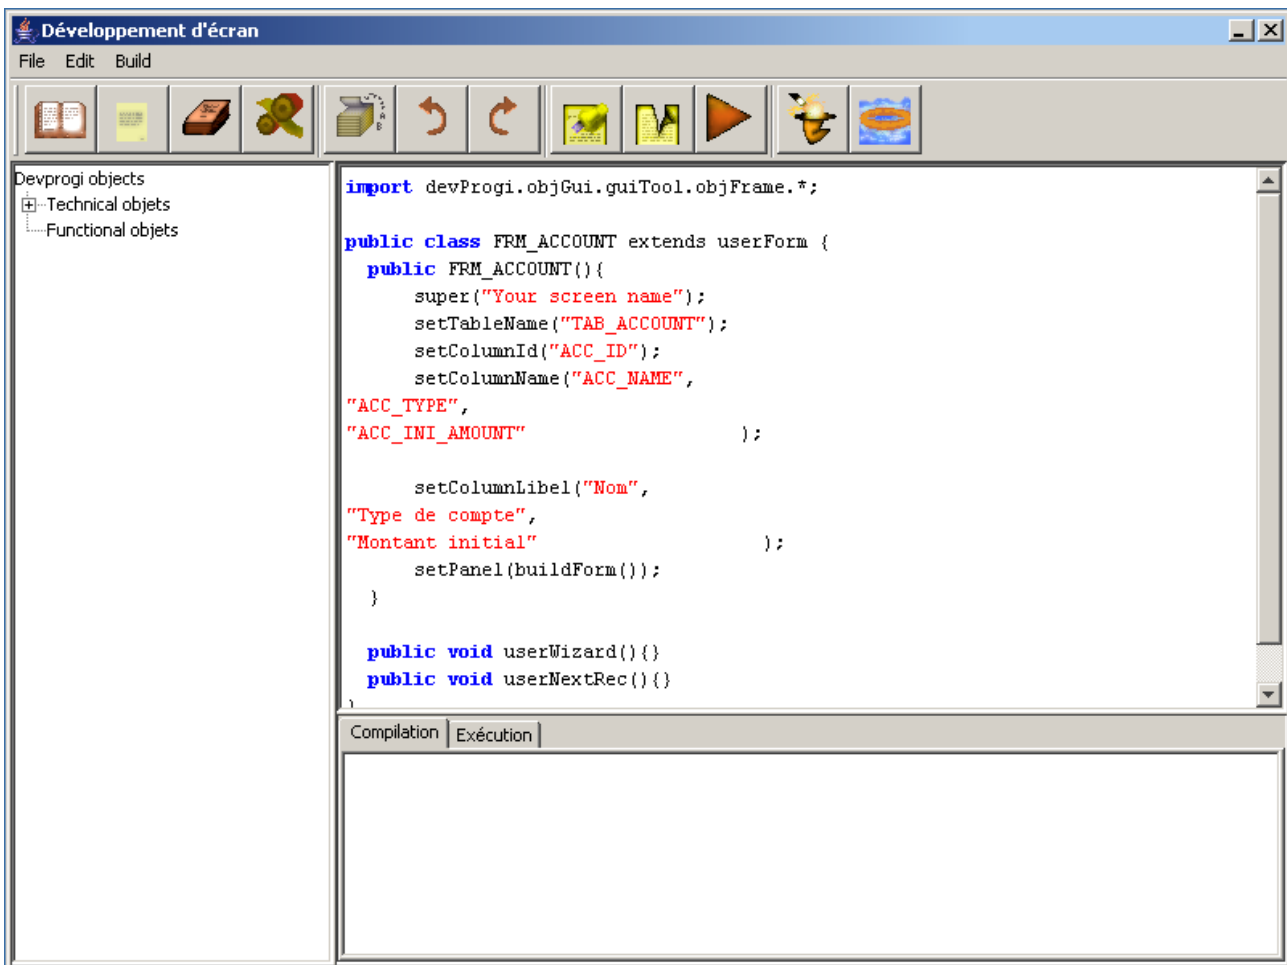 Développement d'écran
File Edit Build
Devprogi objects
Technical objets
Functional objets
import devProgi.objGui.guiTool.objFrame.*;
public class FRM_ACCOUNT extends userForm {
public FRM_ACCOUNT(){
super("Your screen name");
setTableName("TAB_ACCOUNT");
setColumnId("ACC_ID");
setColumnName("ACC_NAME",
"ACC_TYPE",
"ACC_INI_AMOUNT" );
setColumnLibel("Nom",
"Type de compte",
"Montant initial" );
setPanel(buildForm());
}
public void userWizard(){}
public void userNextRec(){}
}
Compilation Exécution